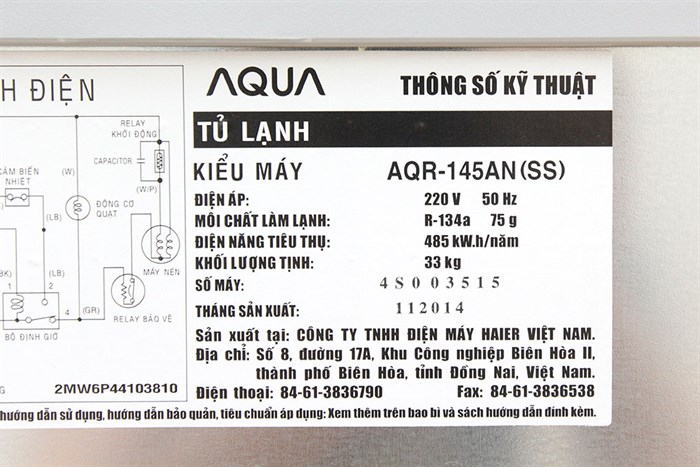 H ĐIỆN
RELAY
KHỞI ĐỘNG
CAPACITOR
(W)
(W/P)
CẢM BIẾN
NHIỆT
ĐỘNG CƠ
QUẠT
(LB)
MÁY NÉN
BK)
(LB)
1
2
3
4
(GR)
RELAY BẢO VỆ
BỘ ĐỊNH GIỜ
2MW6P44103810
AQUA THÔNG SỐ KỸ THUẬT
TỦ LẠNH
KIỂU MÁY AQR-145AN(SS)
ĐIỆN ÁP: 220 V 50 Hz
MÔI CHẤT LÀM LẠNH: R-134a 75 g
ĐIỆN NĂNG TIÊU THỤ: 485 kW.h/năm
KHỐI LƯỢNG TỊNH: 33 kg
SỐ MÁY: 4S003515
THÁNG SẢN XUẤT: 112014
Sản xuất tại: CÔNG TY TNHH ĐIỆN MÁY HAIER VIỆT NAM.
Địa chỉ: Số 8, đường 17A, Khu Công nghiệp Biên Hòa II,
thành phố Biên Hòa, tỉnh Đồng Nai, Việt Nam.
Điện thoại: 84-61-3836790 Fax: 84-61-3836538
hướng dẫn sử dụng, hướng dẫn bảo quản, tiêu chuẩn áp dụng: Xem thêm trên bao bì và sách hướng dẫn đính kèm.